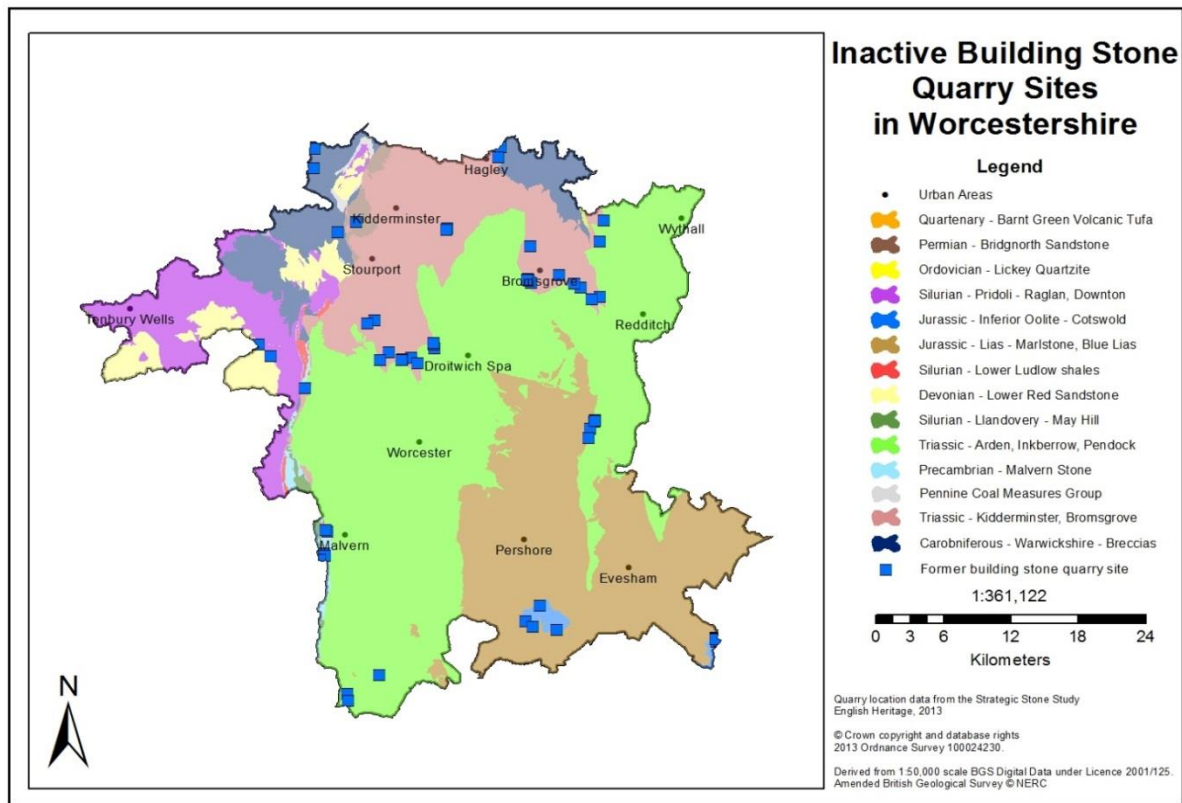 Inactive Building Stone
Quarry Sites
in Worcestershire
Legend
Urban Areas
Quartenary - Barnt Green Volcanic Tufa
Permian - Bridgnorth Sandstone
Ordovician - Lickey Quartzite
Silurian - Pridoli - Raglan, Downton
Jurassic - Inferior Oolite - Cotswold
Jurassic - Lias - Marlstone, Blue Lias
Silurian - Lower Ludlow shales
Devonian - Lower Red Sandstone
Silurian - Llandovery - May Hill
Triassic - Arden, Inkberrow, Pendock
Precambrian - Malvern Stone
Pennine Coal Measures Group
Triassic - Kidderminster, Bromsgrove
Carobniferous - Warwickshire - Breccias
Former building stone quarry site
1:361,122
0 3 6 12 18 24
Kilometers
Quarry location data from the Strategic Stone Study
English Heritage, 2013
© Crown copyright and database rights
2013 Ordnance Survey 100024230.
Derived from 1:50,000 scale BGS Digital Data under Licence 2001/125.
Amended British Geological Survey © NERC
Hagley
Kidderminster
Wythall
Stourport
Bromsgrove
Tenbury Wells
Redditch
Droitwich Spa
Worcester
Malvern
Pershore
Evesham
N